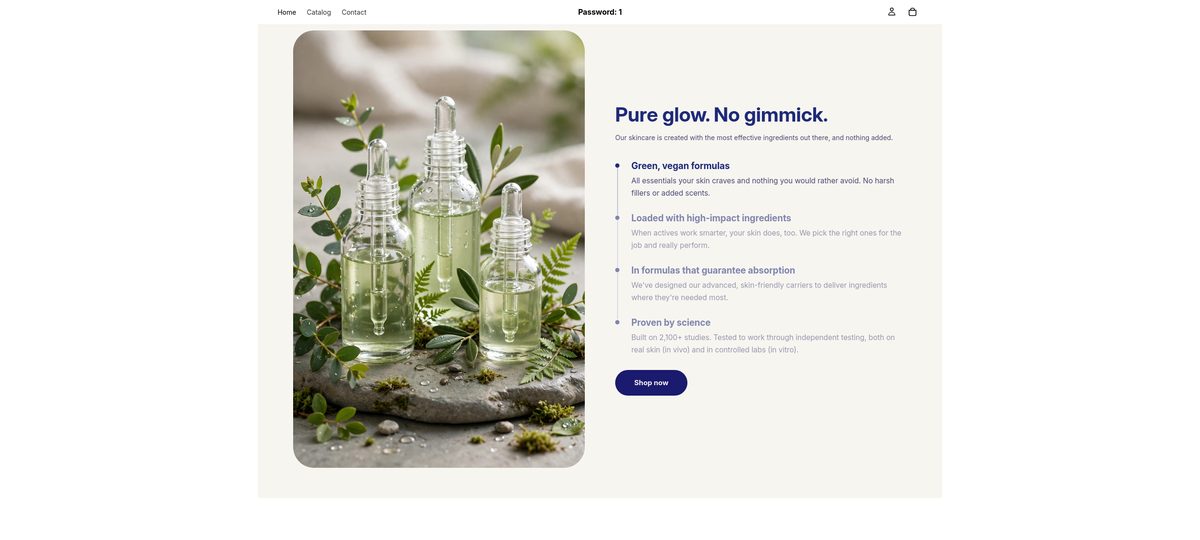 Home Catalog Contact Password: 1
Pure glow. No gimmick.
Our skincare is created with the most effective ingredients out there, and nothing added.
Green, vegan formulas
All essentials your skin craves and nothing you would rather avoid. No harsh
fillers or added scents.
Loaded with high-impact ingredients
When actives work smarter, your skin does, too. We pick the right ones for the
job and really perform.
In formulas that guarantee absorption
We've designed our advanced, skin-friendly carriers to deliver ingredients
where they're needed most.
Proven by science
Built on 2,100+ studies. Tested to work through independent testing, both on
real skin (in vivo) and in controlled labs (in vitro).
Shop now